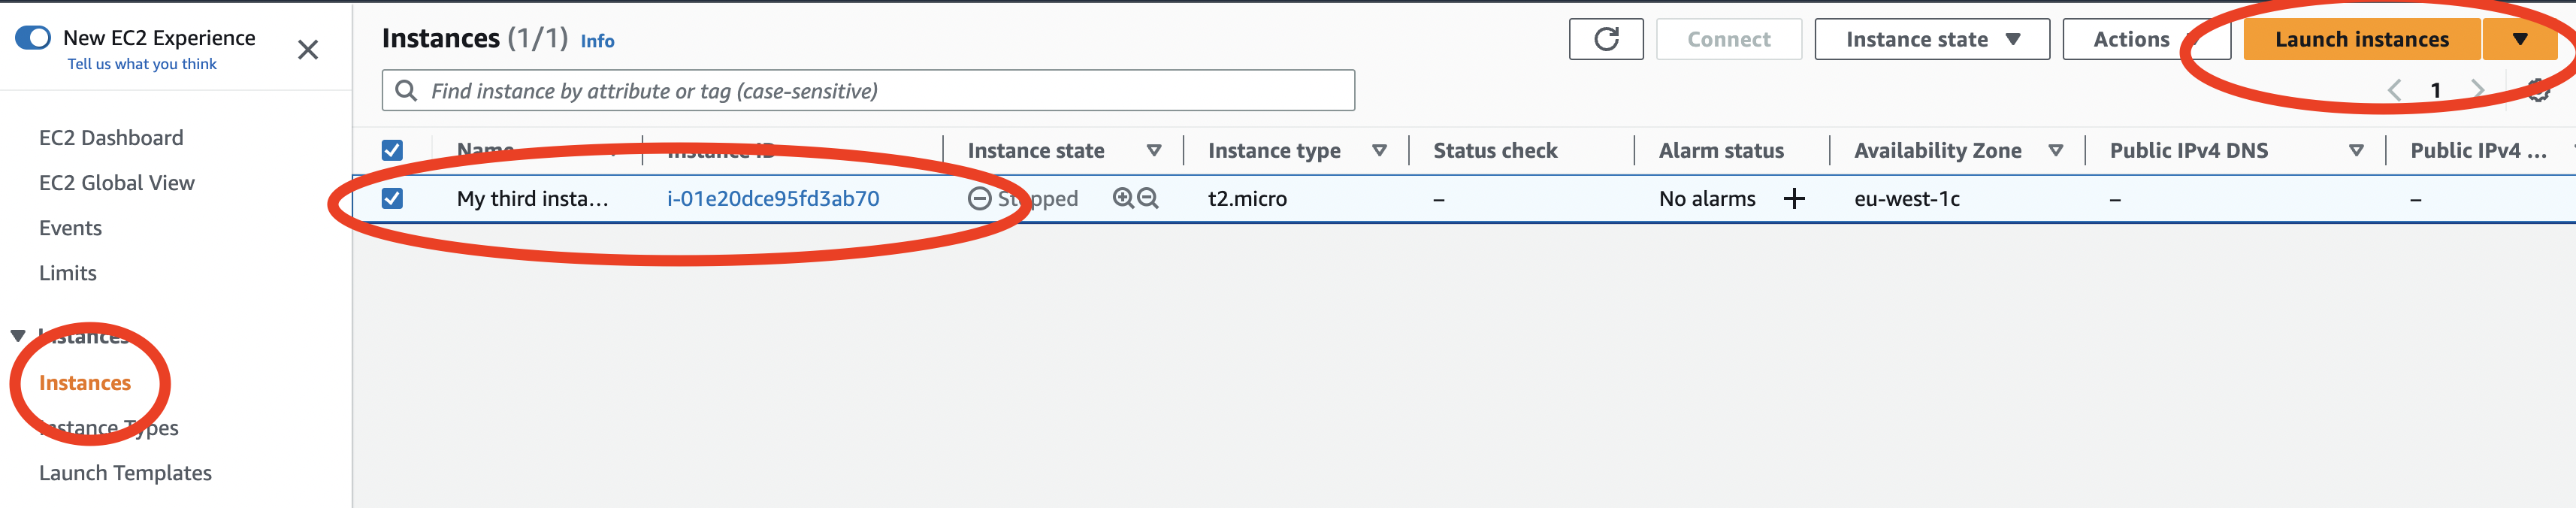 New EC2 Experience
Tell us what you think
EC2 Dashboard
EC2 Global View
Events
Limits
Instances
Instances
Instance Types
Launch Templates
Instances (1/1) Info
Connect
Instance state
Actions
Launch instances
Find instance by attribute or tag (case-sensitive)
1
Name Instance ID Instance state Instance type Status check Alarm status Availability Zone Public IPv4 DNS Public IPv4 ...
My third insta... i-01e20dce95fd3ab70 Stopped t2.micro – No alarms + eu-west-1c – –